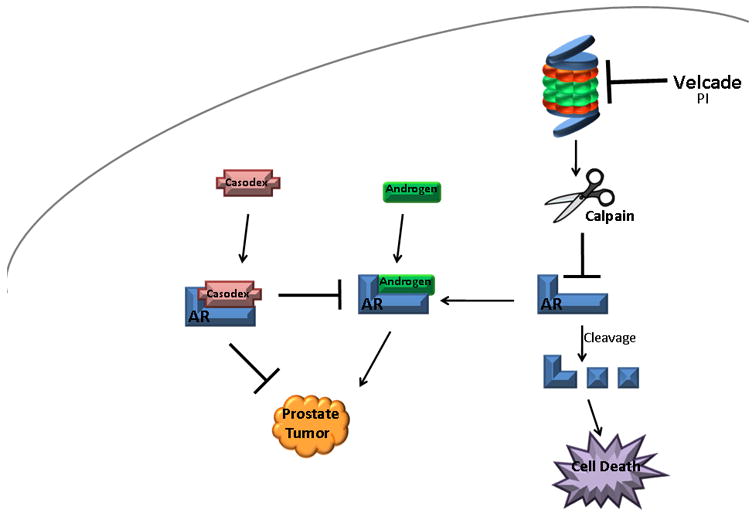 Velcade
PI
Casodex
Androgen
Calpain
Casodex
AR
Androgen
AR
AR
Cleavage
Prostate
Tumor
Cell Death